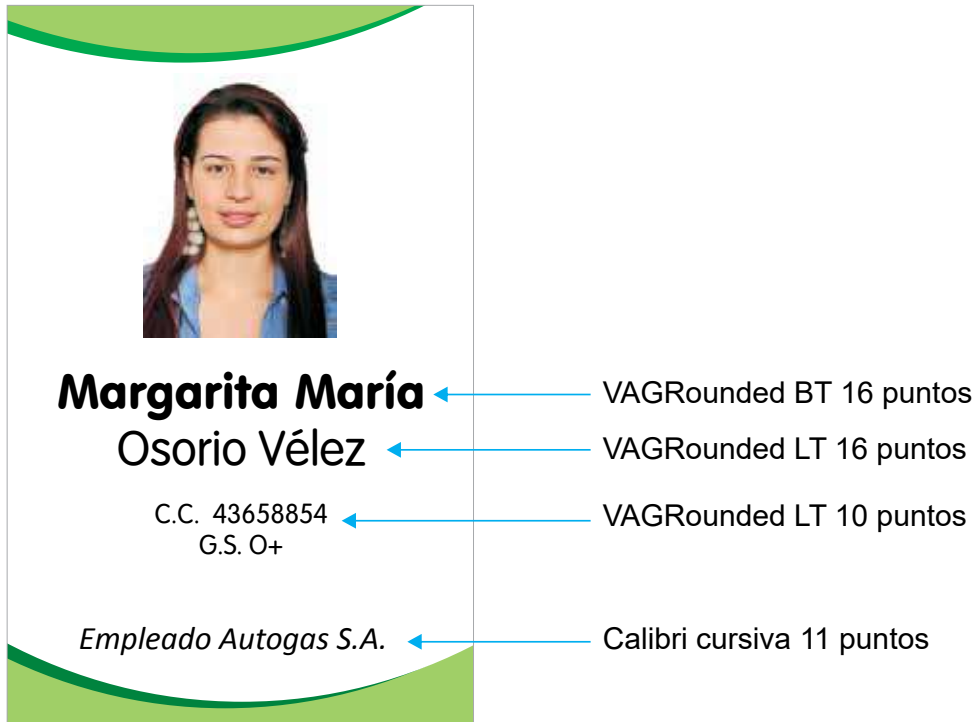 Margarita María
VAGRounded BT 16 puntos
Osorio Vélez
VAGRounded LT 16 puntos
C.C. 43658854
VAGRounded LT 10 puntos
G.S. O+
Empleado Autogas S.A.
Calibri cursiva 11 puntos